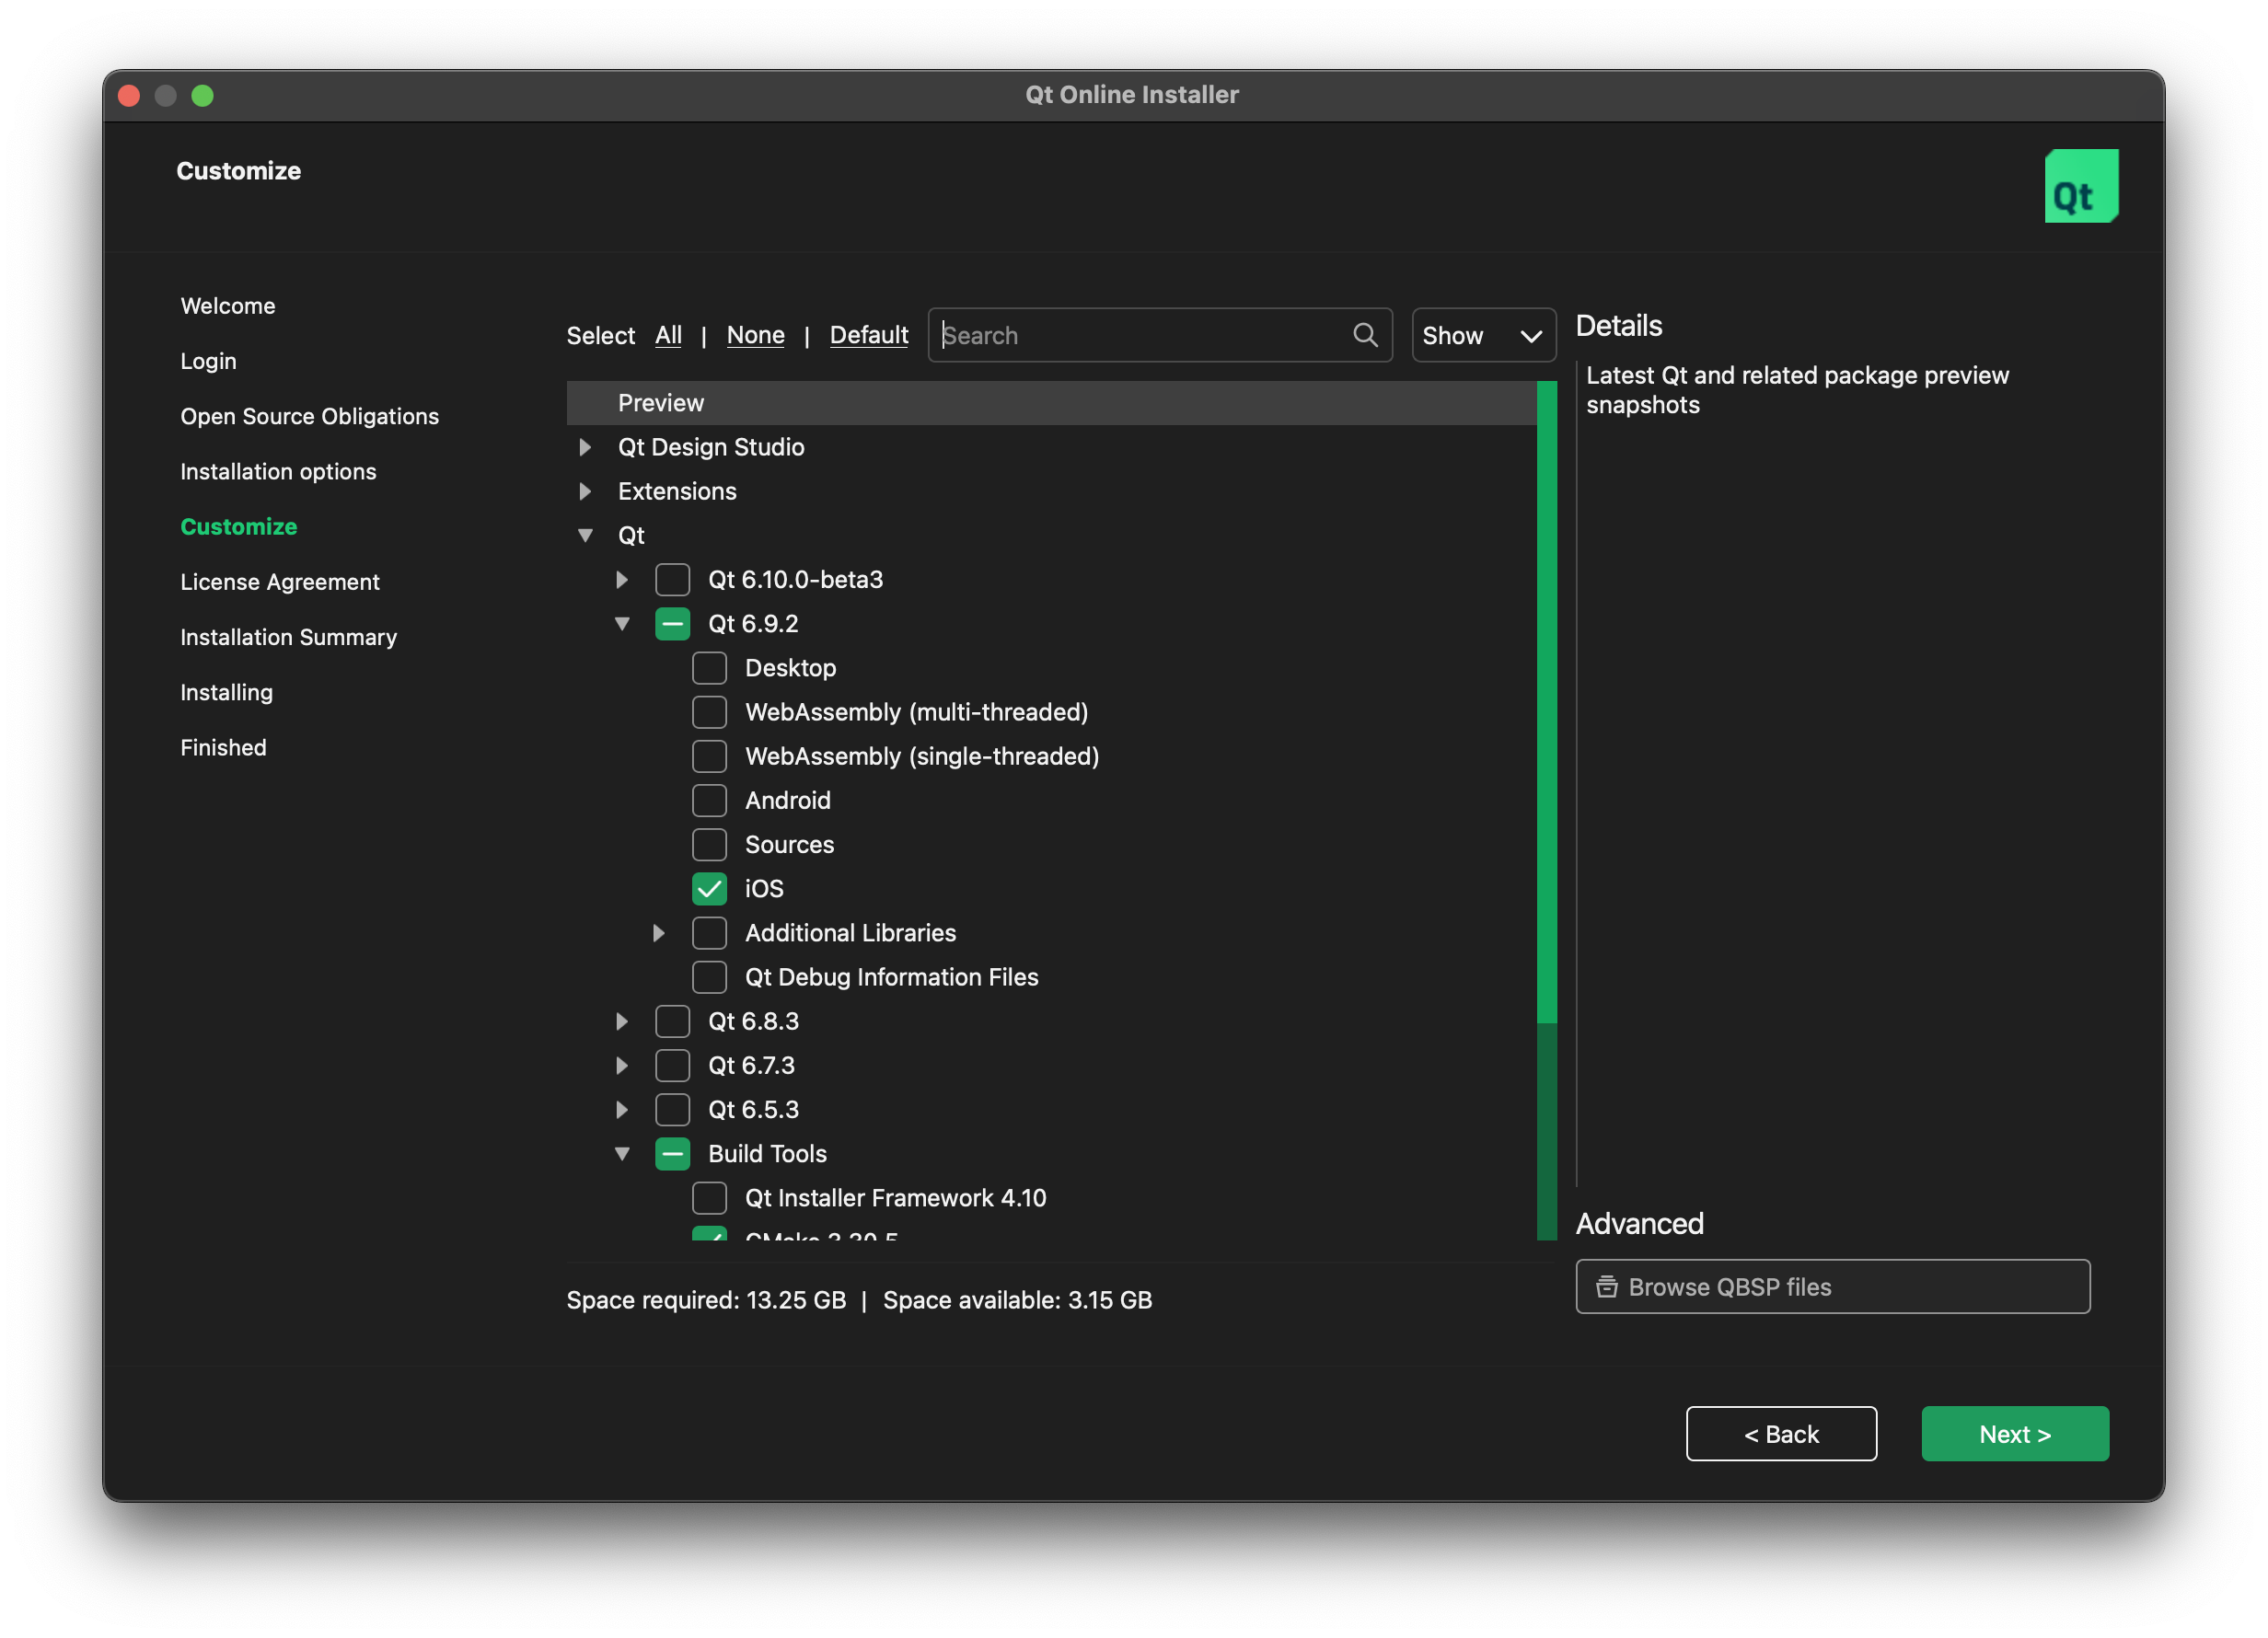 Qt Online Installer
Customize
Qt
Welcome
Login
Open Source Obligations
Installation options
Customize
License Agreement
Installation Summary
Installing
Finished
Select All | None | Default Search Show
Preview
Qt Design Studio
Extensions
Qt
Qt 6.10.0-beta3
Qt 6.9.2
Desktop
WebAssembly (multi-threaded)
WebAssembly (single-threaded)
Android
Sources
iOS
Additional Libraries
Qt Debug Information Files
Qt 6.8.3
Qt 6.7.3
Qt 6.5.3
Build Tools
Qt Installer Framework 4.10
CMake 3.30.5
Space required: 13.25 GB | Space available: 3.15 GB
Details
Latest Qt and related package preview
snapshots
Advanced
Browse QBSP files
< Back
Next >